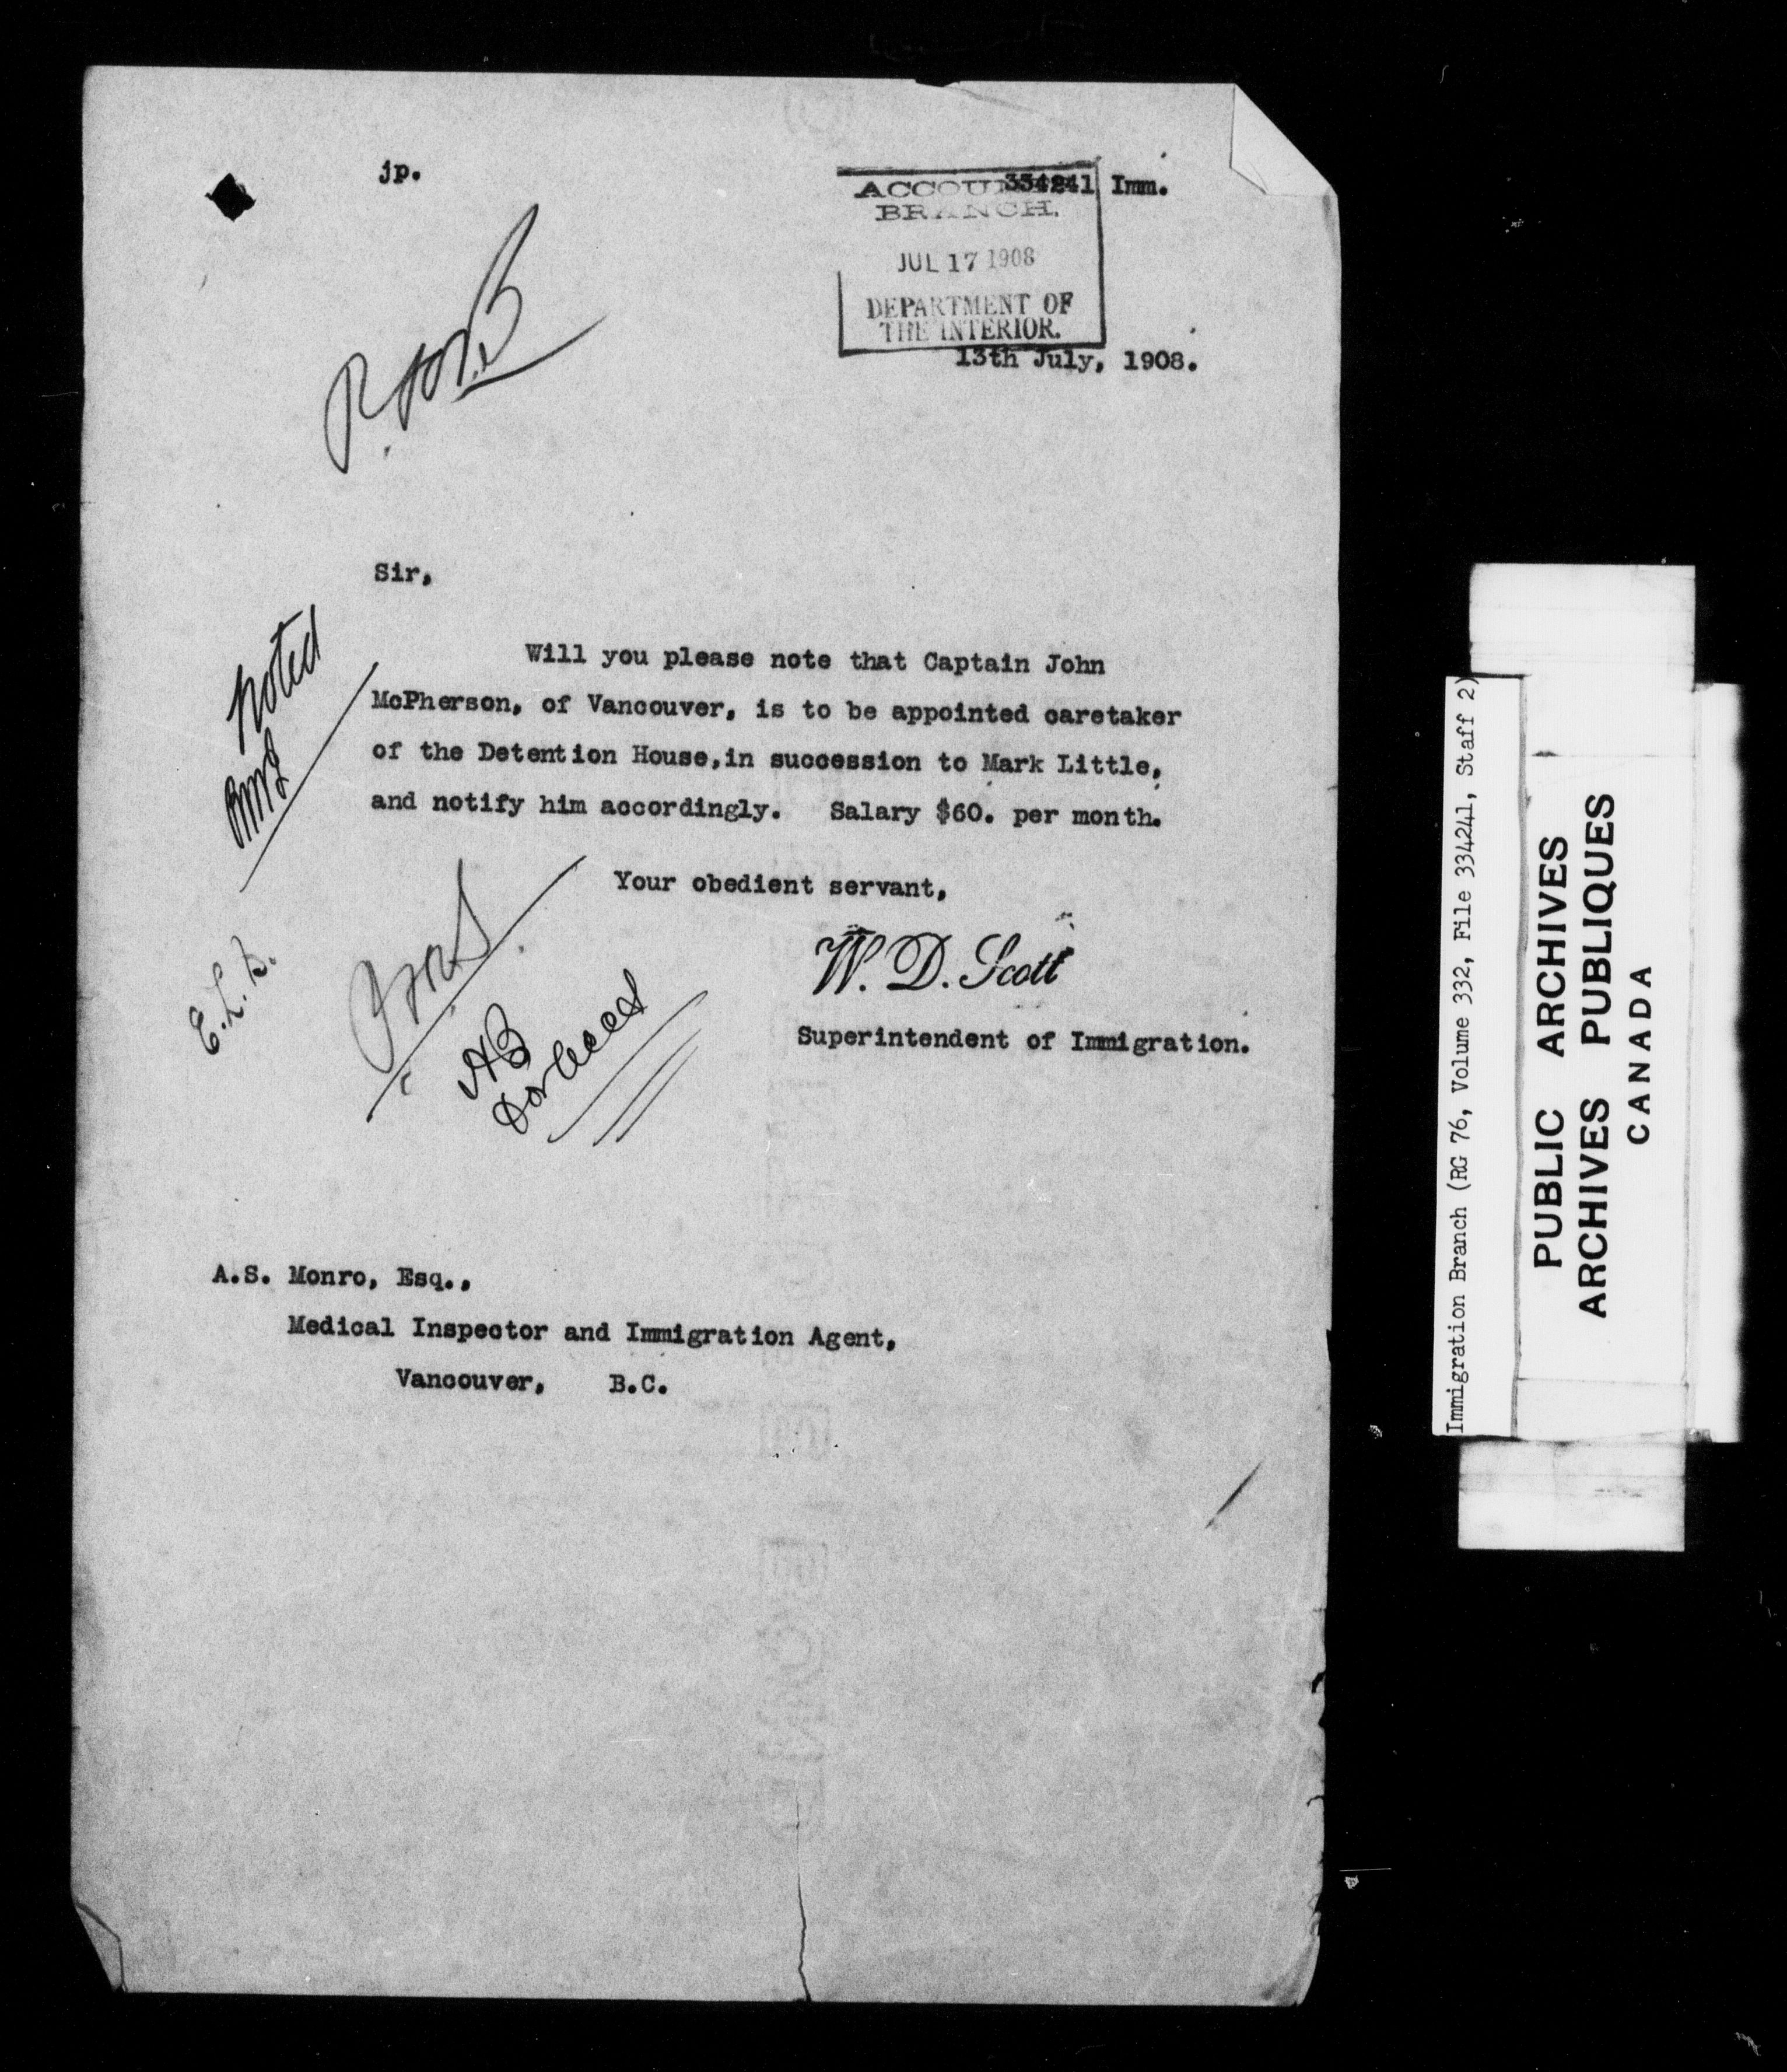 jp.
334241 Imm.
ACCOUNTS
BRANCH.
JUL 17 1908
DEPARTMENT OF
THE INTERIOR.
13th July, 1908.
Sir,
Will you please note that Captain John
McPherson, of Vancouver, is to be appointed caretaker
of the Detention House, in succession to Mark Little,
and notify him accordingly. Salary $60. per month.
Noted
Your obedient servant,
W. D. Scott
Superintendent of Immigration.
A.S. Monro, Esq.,
Medical Inspector and Immigration Agent,
Vancouver, B.C.
Immigration Branch (RG 76, Volume 332, File 334241, Staff 2)
PUBLIC ARCHIVES
ARCHIVES PUBLIQUES
CANADA